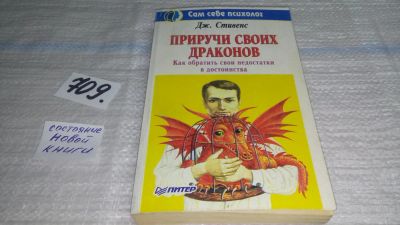 Сам себе психолог
Дж. Стивенс
ПРИРУЧИ СВОИХ
ДРАКОНОВ
Как обратить свои недостатки
в достоинства
ПИТЕР
709.
состояние
новой
книги